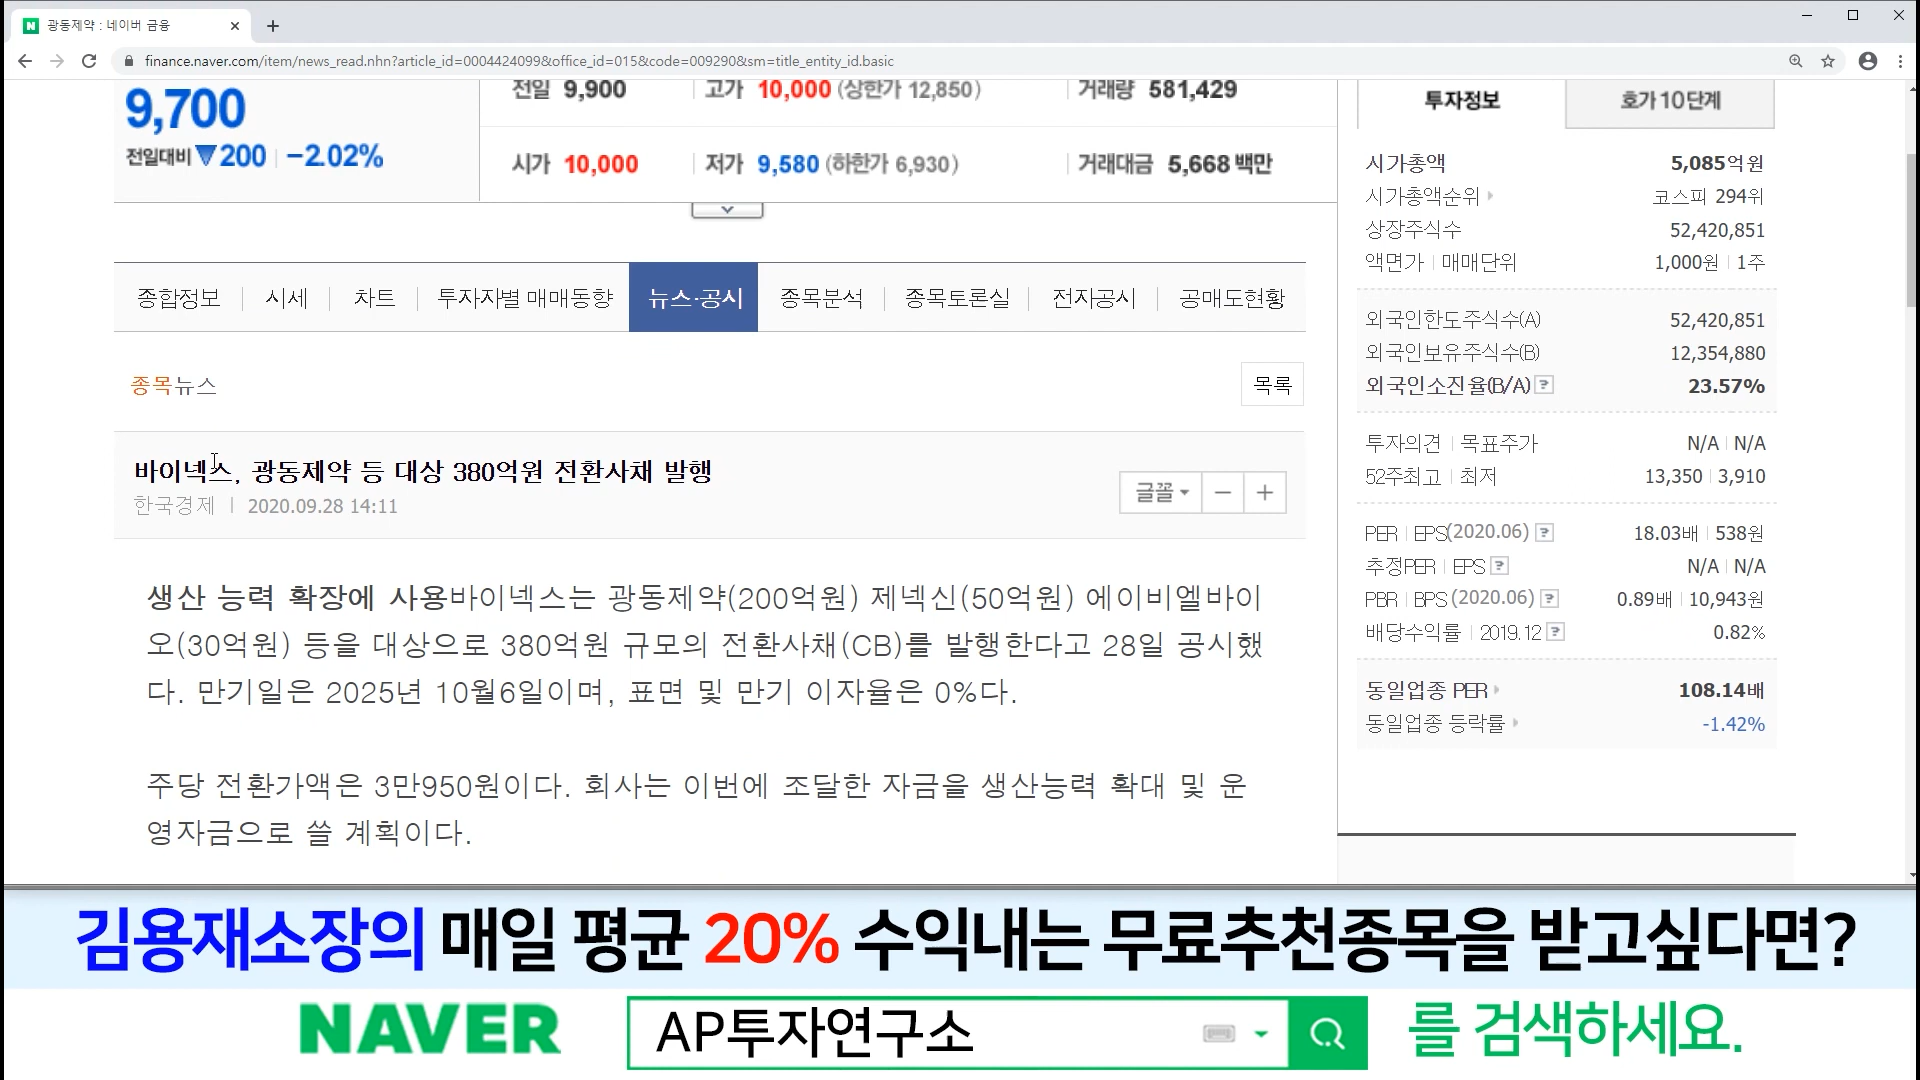 광동제약 : 네이버 금융
finance.naver.com/item/news_read.nhn?article_id=0004424099&office_id=015&code=009290&sm=title_entity_id.basic
9,700
전일대비 ▼200 -2.02%
전일 9,900 고가 10,000 (상한가 12,850) 거래량 581,429
시가 10,000 저가 9,580 (하한가 6,930) 거래대금 5,668 백만
종합정보 시세 차트 투자자별 매매동향 뉴스·공시 종목분석 종목토론실 전자공시 공매도현황
종목뉴스
목록
바이넥스, 광동제약 등 대상 380억원 전환사채 발행
한국경제 2020.09.28 14:11
글꼴
생산 능력 확장에 사용바이넥스는 광동제약(200억원) 제넥신(50억원) 에이비엘바이
오(30억원) 등을 대상으로 380억원 규모의 전환사채(CB)를 발행한다고 28일 공시했
다. 만기일은 2025년 10월6일이며, 표면 및 만기 이자율은 0%다.
주당 전환가액은 3만950원이다. 회사는 이번에 조달한 자금을 생산능력 확대 및 운
영자금으로 쓸 계획이다.
투자정보 호가 10단계
시가총액 5,085억원
시가총액순위 코스피 294위
상장주식수 52,420,851
액면가 매매단위 1,000원 1주
외국인한도주식수(A) 52,420,851
외국인보유주식수(B) 12,354,880
외국인소진율(B/A) ? 23.57%
투자의견 목표주가 N/A N/A
52주최고 최저 13,350 3,910
PER EPS(2020.06) ? 18.03배 538원
추정PER EPS ? N/A N/A
PBR BPS (2020.06) ? 0.89배 10,943원
배당수익률 2019.12 ? 0.82%
동일업종 PER 108.14배
동일업종 등락률 -1.42%
김용재소장의 매일 평균 20% 수익내는 무료추천종목을 받고싶다면?
NAVER AP투자연구소 를 검색하세요.